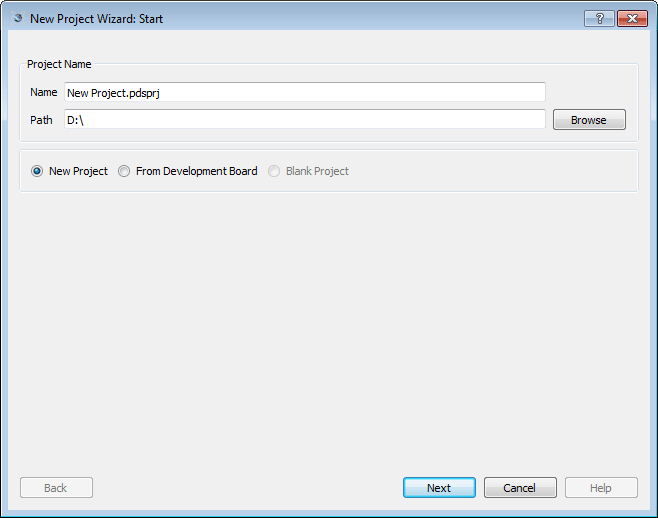 New Project Wizard: Start
?
Project Name
Name New Project.pdsprj
Path D:\ Browse
New Project From Development Board Blank Project
Back Next Cancel Help